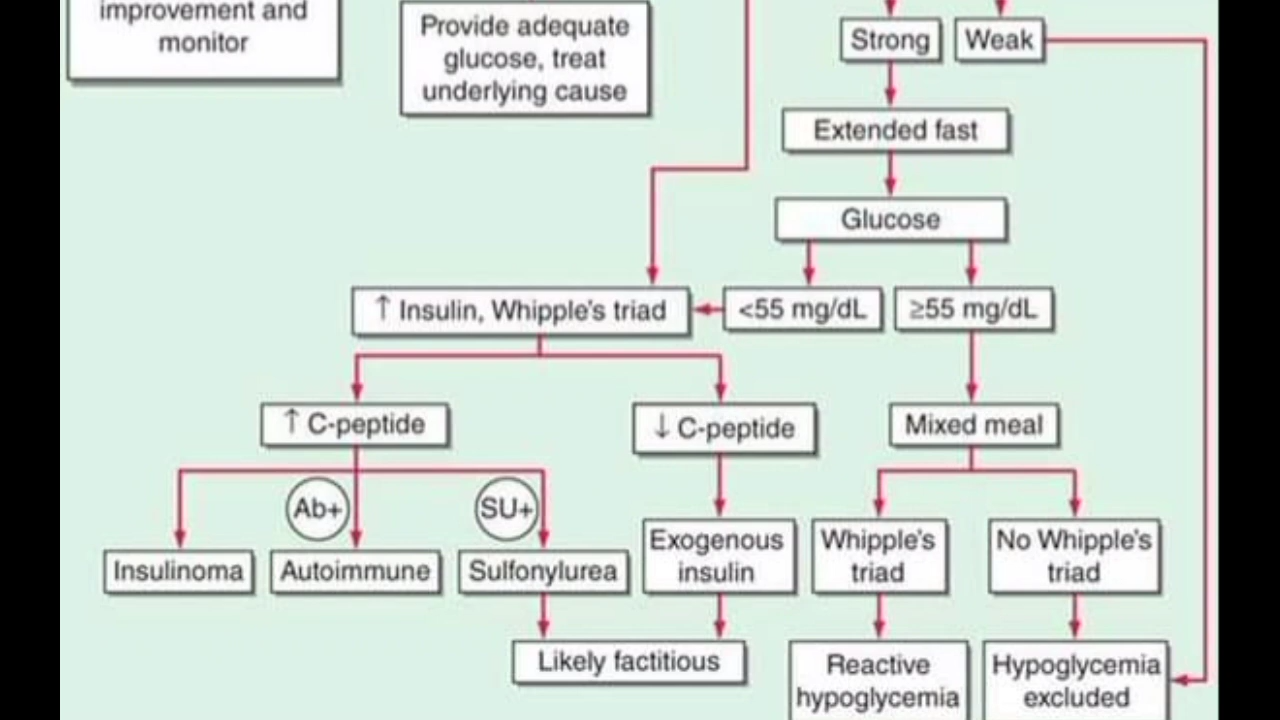 improvement and
monitor
Provide adequate
glucose, treat
underlying cause
Strong
Weak
Extended fast
Glucose
↑ Insulin, Whipple's triad
<55 mg/dL
≥55 mg/dL
↑ C-peptide
↓ C-peptide
Mixed meal
Ab+
SU+
Insulinoma
Autoimmune
Sulfonylurea
Exogenous
insulin
Whipple's
triad
No Whipple's
triad
Likely factitious
Reactive
hypoglycemia
Hypoglycemia
excluded